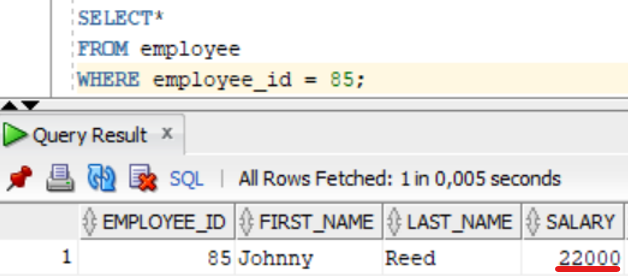 SELECT*
FROM employee
WHERE employee_id = 85;
Query Result x
SQL | All Rows Fetched: 1 in 0,005 seconds
EMPLOYEE_ID FIRST_NAME LAST_NAME SALARY
1 85 Johnny Reed 22000